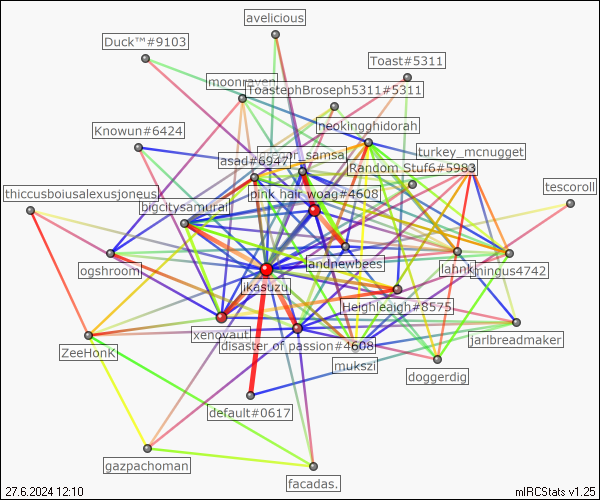 avelicious
Duck™#9103
Toast#5311
moonraven
ToastephBroseph5311#5311
neokingghidorah
Knowun#6424
turkey_mcnugget
asad#6947
Random Stuf6#5983
pink hair woag#4608
tescoroll
thiccusboiusalexusjoneus
bigcitysamurai
landnewbees
ogshroom
lahnk
mingus4742
ikasuzu
Heighleaigh#8575
xenovaut
jarlbreadmaker
disaster of passion#4608
ZeeHonk
mukszi
doggerdig
default#0617
gazpachoman
facadas.
27.6.2024 12:10
mIRCStats v1.25